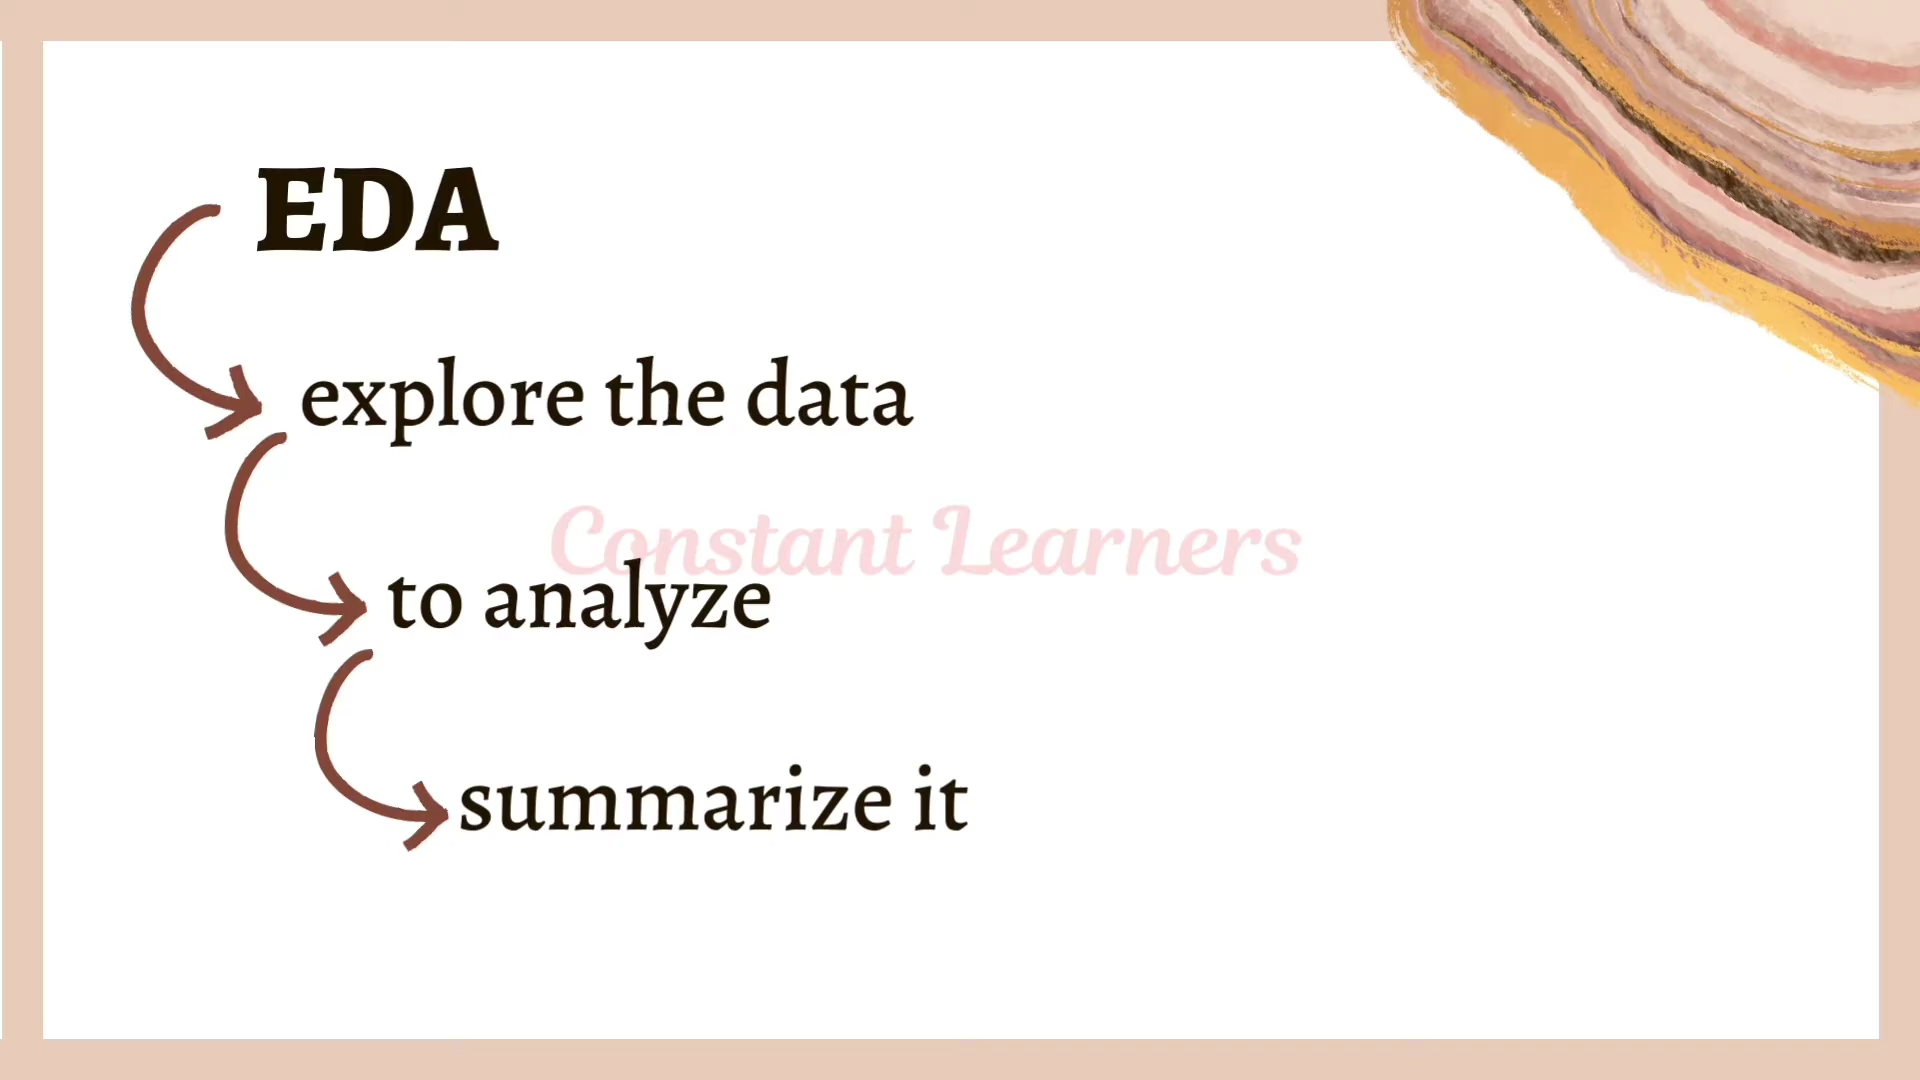 EDA
explore the data
Constant Learners
to analyze
summarize it